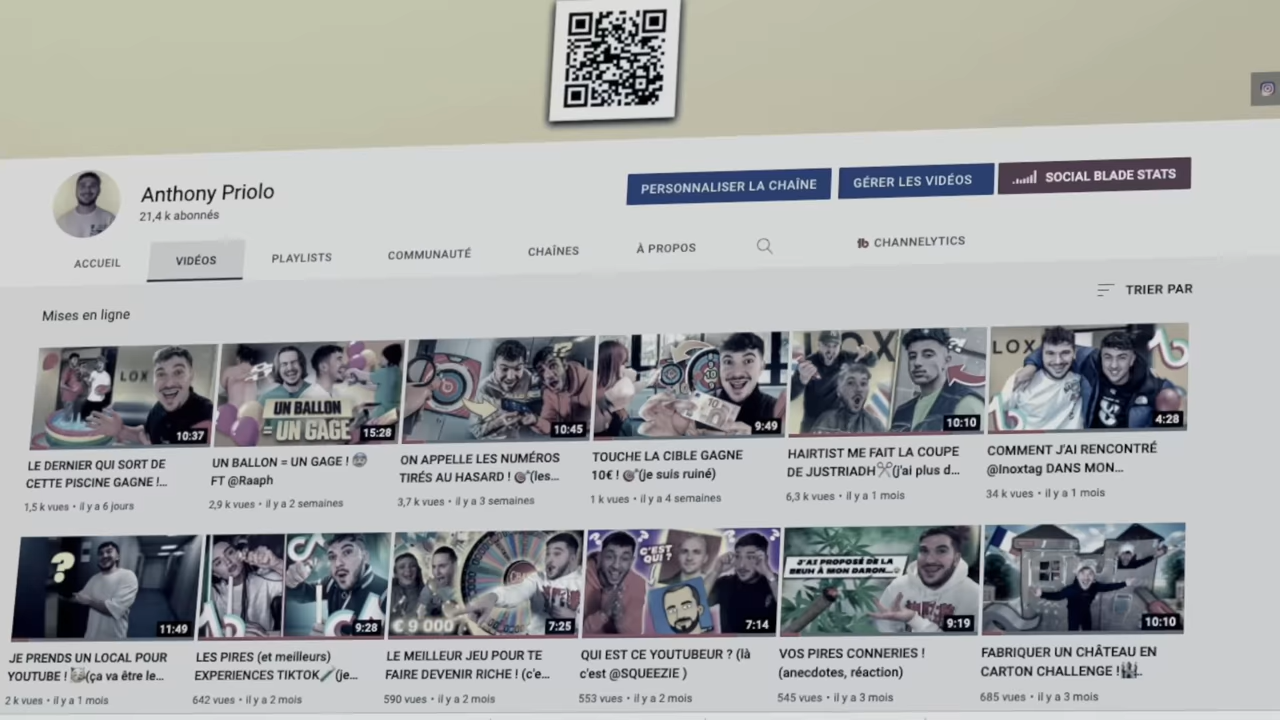 Anthony Priolo
21,4 k abonnés
PERSONNALISER LA CHAÎNE
GÉRER LES VIDÉOS
SOCIAL BLADE STATS
ACCUEIL
VIDÉOS
PLAYLISTS
COMMUNAUTÉ
CHAÎNES
À PROPOS
CHANNELYTICS
TRIER PAR
Mises en ligne
LOX
10:37
UN BALLON
= UN GAGE
15:28
10:45
9:49
10:10
LOX
4:28
LE DERNIER QUI SORT DE
CETTE PISCINE GAGNE !...
1,5 k vues • il y a 6 jours
UN BALLON = UN GAGE !
FT @Raaph
2,9 k vues • il y a 2 semaines
ON APPELLE LES NUMÉROS
TIRÉS AU HASARD ! (les...
3,7 k vues • il y a 3 semaines
TOUCHE LA CIBLE GAGNE
10€ ! (je suis ruiné)
1 k vues • il y a 4 semaines
HAIRTIST ME FAIT LA COUPE
DE JUSTRIADH (j'ai plus d...
6,3 k vues • il y a 1 mois
COMMENT J'AI RENCONTRÉ
@Inoxtag DANS MON...
34 k vues • il y a 1 mois
?
11:49
9:28
€ 9 000
7:25
C'EST
QUI ?
7:14
J'AI PROPOSÉ DE LA
BEUH À MON DARON...
9:19
10:10
JE PRENDS UN LOCAL POUR
YOUTUBE ! (ça va être le...
2 k vues • il y a 1 mois
LES PIRES (et meilleurs)
EXPERIENCES TIKTOK (je...
642 vues • il y a 2 mois
LE MEILLEUR JEU POUR TE
FAIRE DEVENIR RICHE ! (c'e...
590 vues • il y a 2 mois
QUI EST CE YOUTUBEUR ? (là
c'est @SQUEEZIE )
553 vues • il y a 2 mois
VOS PIRES CONNERIES !
(anecdotes, réaction)
545 vues • il y a 3 mois
FABRIQUER UN CHÂTEAU EN
CARTON CHALLENGE !...
685 vues • il y a 3 mois